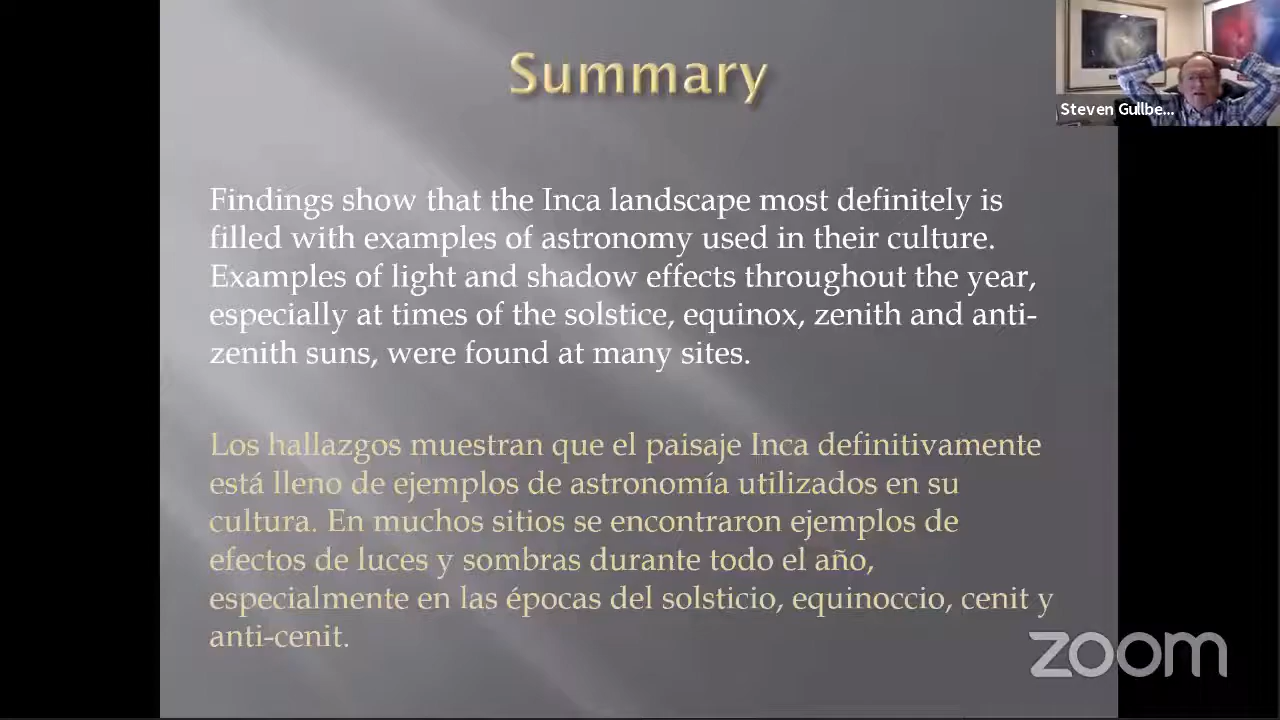 Summary
Steven Gullbe...
Findings show that the Inca landscape most definitely is
filled with examples of astronomy used in their culture.
Examples of light and shadow effects throughout the year,
especially at times of the solstice, equinox, zenith and anti-
zenith suns, were found at many sites.
Los hallazgos muestran que el paisaje Inca definitivamente
está lleno de ejemplos de astronomía utilizados en su
cultura. En muchos sitios se encontraron ejemplos de
efectos de luces y sombras durante todo el año,
especialmente en las épocas del solsticio, equinoccio, cenit y
anti-cenit.
zoom